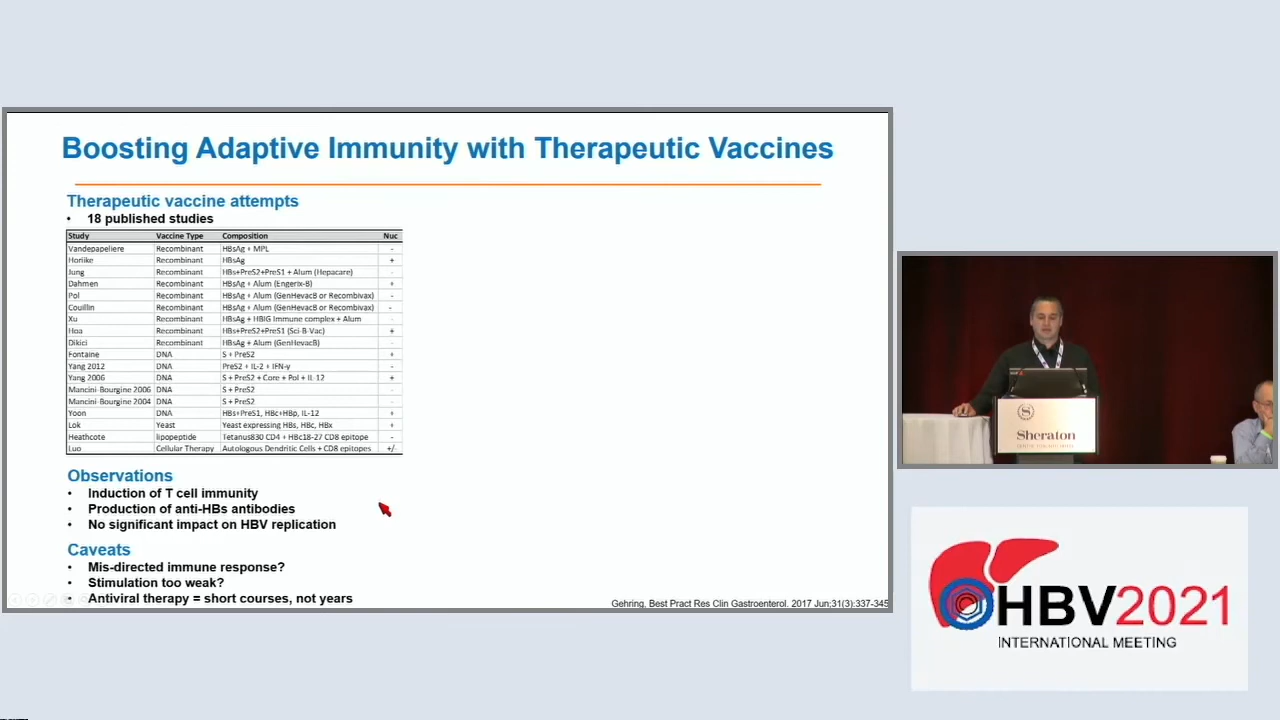 Boosting Adaptive Immunity with Therapeutic Vaccines
Therapeutic vaccine attempts
• 18 published studies
Study Vaccine Type Composition Nuc
Vandepapeliere Recombinant HBsAg + MPL -
Horiike Recombinant HBsAg +
Jung Recombinant HBs+PreS2+PreS1 + Alum (Hepacare) -
Dahmen Recombinant HBsAg + Alum (Engerix-B) +
Pol Recombinant HBsAg + Alum (GenHevacB or Recombivax) -
Couillin Recombinant HBsAg + Alum (GenHevacB or Recombivax) -
Xu Recombinant HBsAg + HBIG Immune complex + Alum -
Hoa Recombinant HBs+PreS2+PreS1 (Sci-B-Vac) +
Dikici Recombinant HBsAg + Alum (GenHevacB) -
Fontaine DNA S + PreS2 +
Yang 2012 DNA PreS2 + IL-2 + IFN-γ -
Yang 2006 DNA S + PreS2 + Core + Pol + IL-12 +
Mancini-Bourgine 2006 DNA S + PreS2 -
Mancini-Bourgine 2004 DNA S + PreS2 -
Yoon DNA HBs+PreS1, HBc+HBp, IL-12 +
Lok Yeast Yeast expressing HBs, HBc, HBx +
Heathcote lipopeptide Tetanus830 CD4 + HBc18-27 CD8 epitope -
Luo Cellular Therapy Autologous Dendritic Cells + CD8 epitopes +/-
Observations
• Induction of T cell immunity
• Production of anti-HBs antibodies
• No significant impact on HBV replication
Caveats
• Mis-directed immune response?
• Stimulation too weak?
• Antiviral therapy = short courses, not years
Gehring, Best Pract Res Clin Gastroenterol. 2017 Jun;31(3):337-345
Sheraton
HBV2021
INTERNATIONAL MEETING